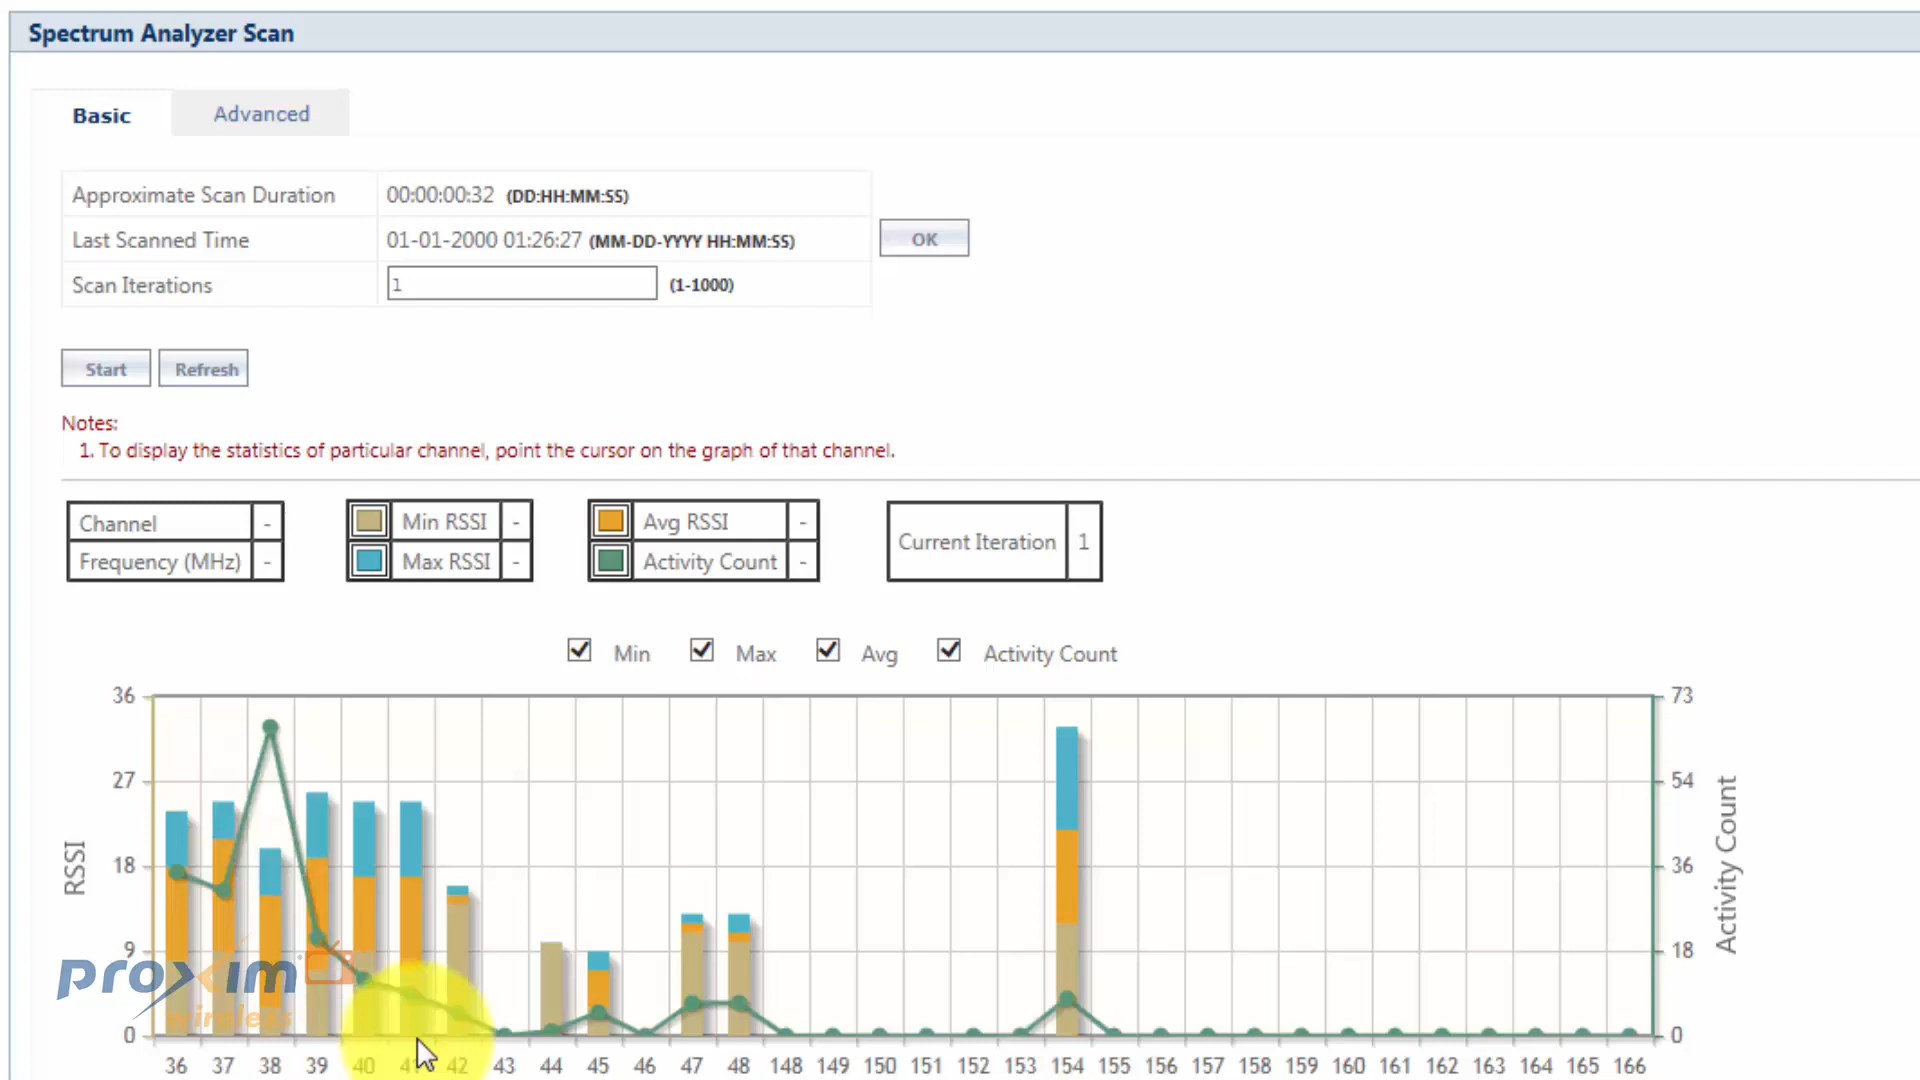 Spectrum Analyzer Scan
Basic Advanced
Approximate Scan Duration 00:00:00:32 (DD:HH:MM:SS)
Last Scanned Time 01-01-2000 01:26:27 (MM-DD-YYYY HH:MM:SS) OK
Scan Iterations 1 (1-1000)
Start Refresh
Notes:
1. To display the statistics of particular channel, point the cursor on the graph of that channel.
Channel - Min RSSI - Avg RSSI - Current Iteration 1
Frequency (MHz) - Max RSSI - Activity Count -
Min Max Avg Activity Count
36 73
27 54
18 36
9 18
0 0
RSSI
Activity Count
proxim
wireless
36 37 38 39 40 41 42 43 44 45 46 47 48 148 149 150 151 152 153 154 155 156 157 158 159 160 161 162 163 164 165 166